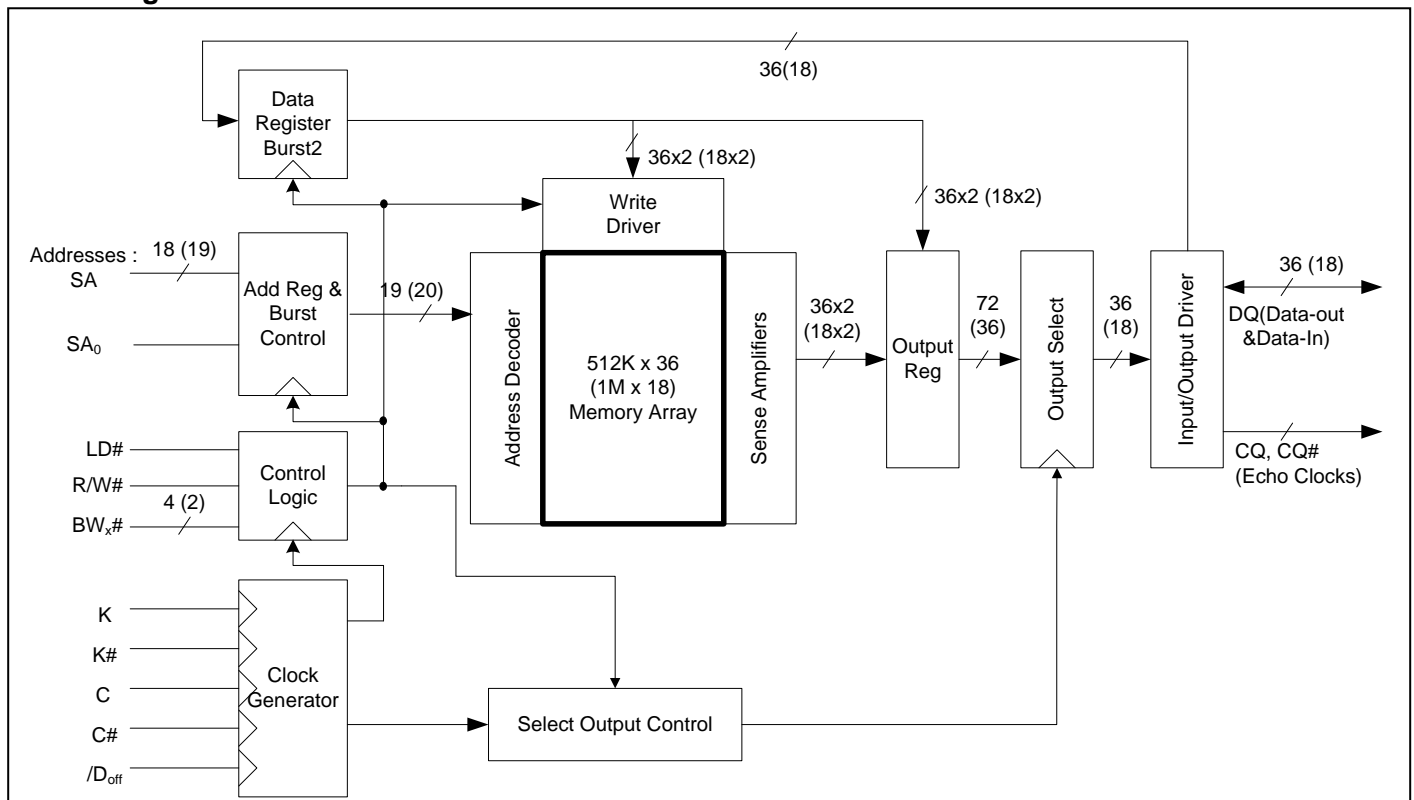 36(18)
Data
Register
Burst2
36x2 (18x2)
Write
Driver
36x2 (18x2)
Addresses :
SA
18 (19)
SA₀
Add Reg &
Burst
Control
19 (20)
Address Decoder
512K x 36
(1M x 18)
Memory Array
Sense Amplifiers
36x2
(18x2)
Output
Reg
72
(36)
Output Select
36
(18)
Input/Output Driver
36 (18)
DQ(Data-out
&Data-In)
CQ, CQ#
(Echo Clocks)
LD#
R/W#
BWₓ#
4 (2)
Control
Logic
K
K#
C
C#
/Doff
Clock
Generator
Select Output Control